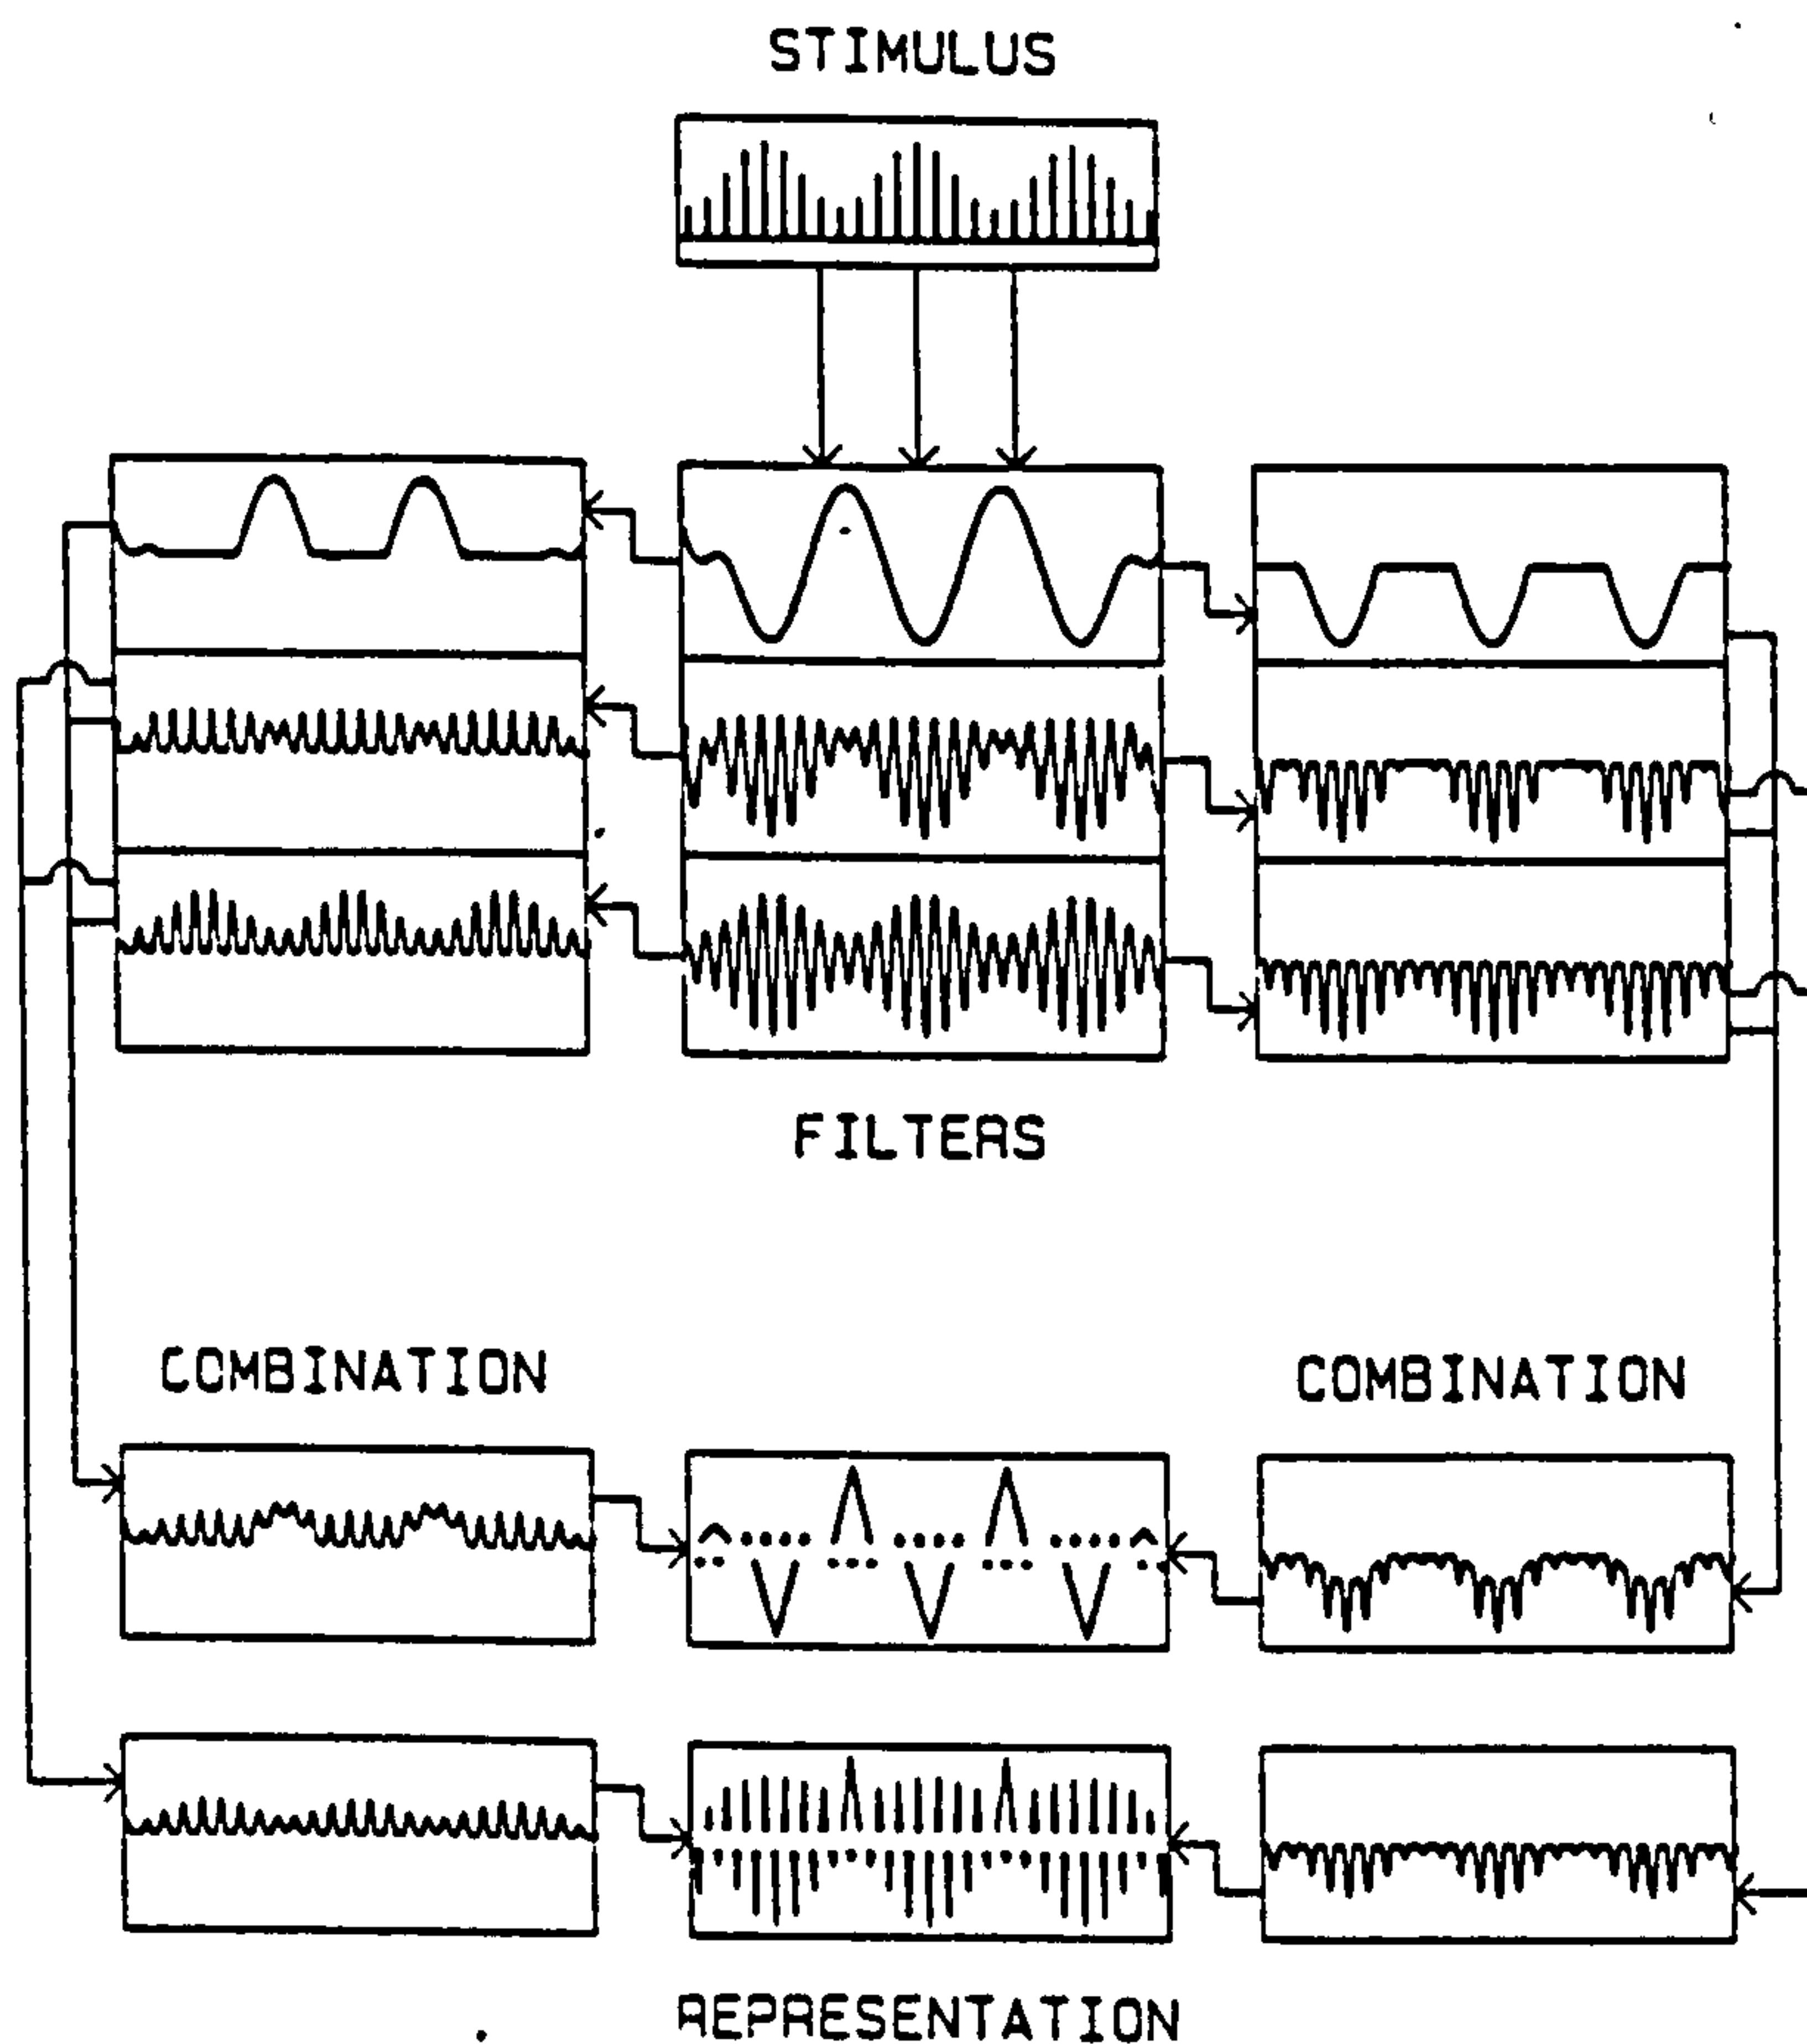 STIMULUS
FILTERS
COMBINATION
COMBINATION
REPRESENTATION